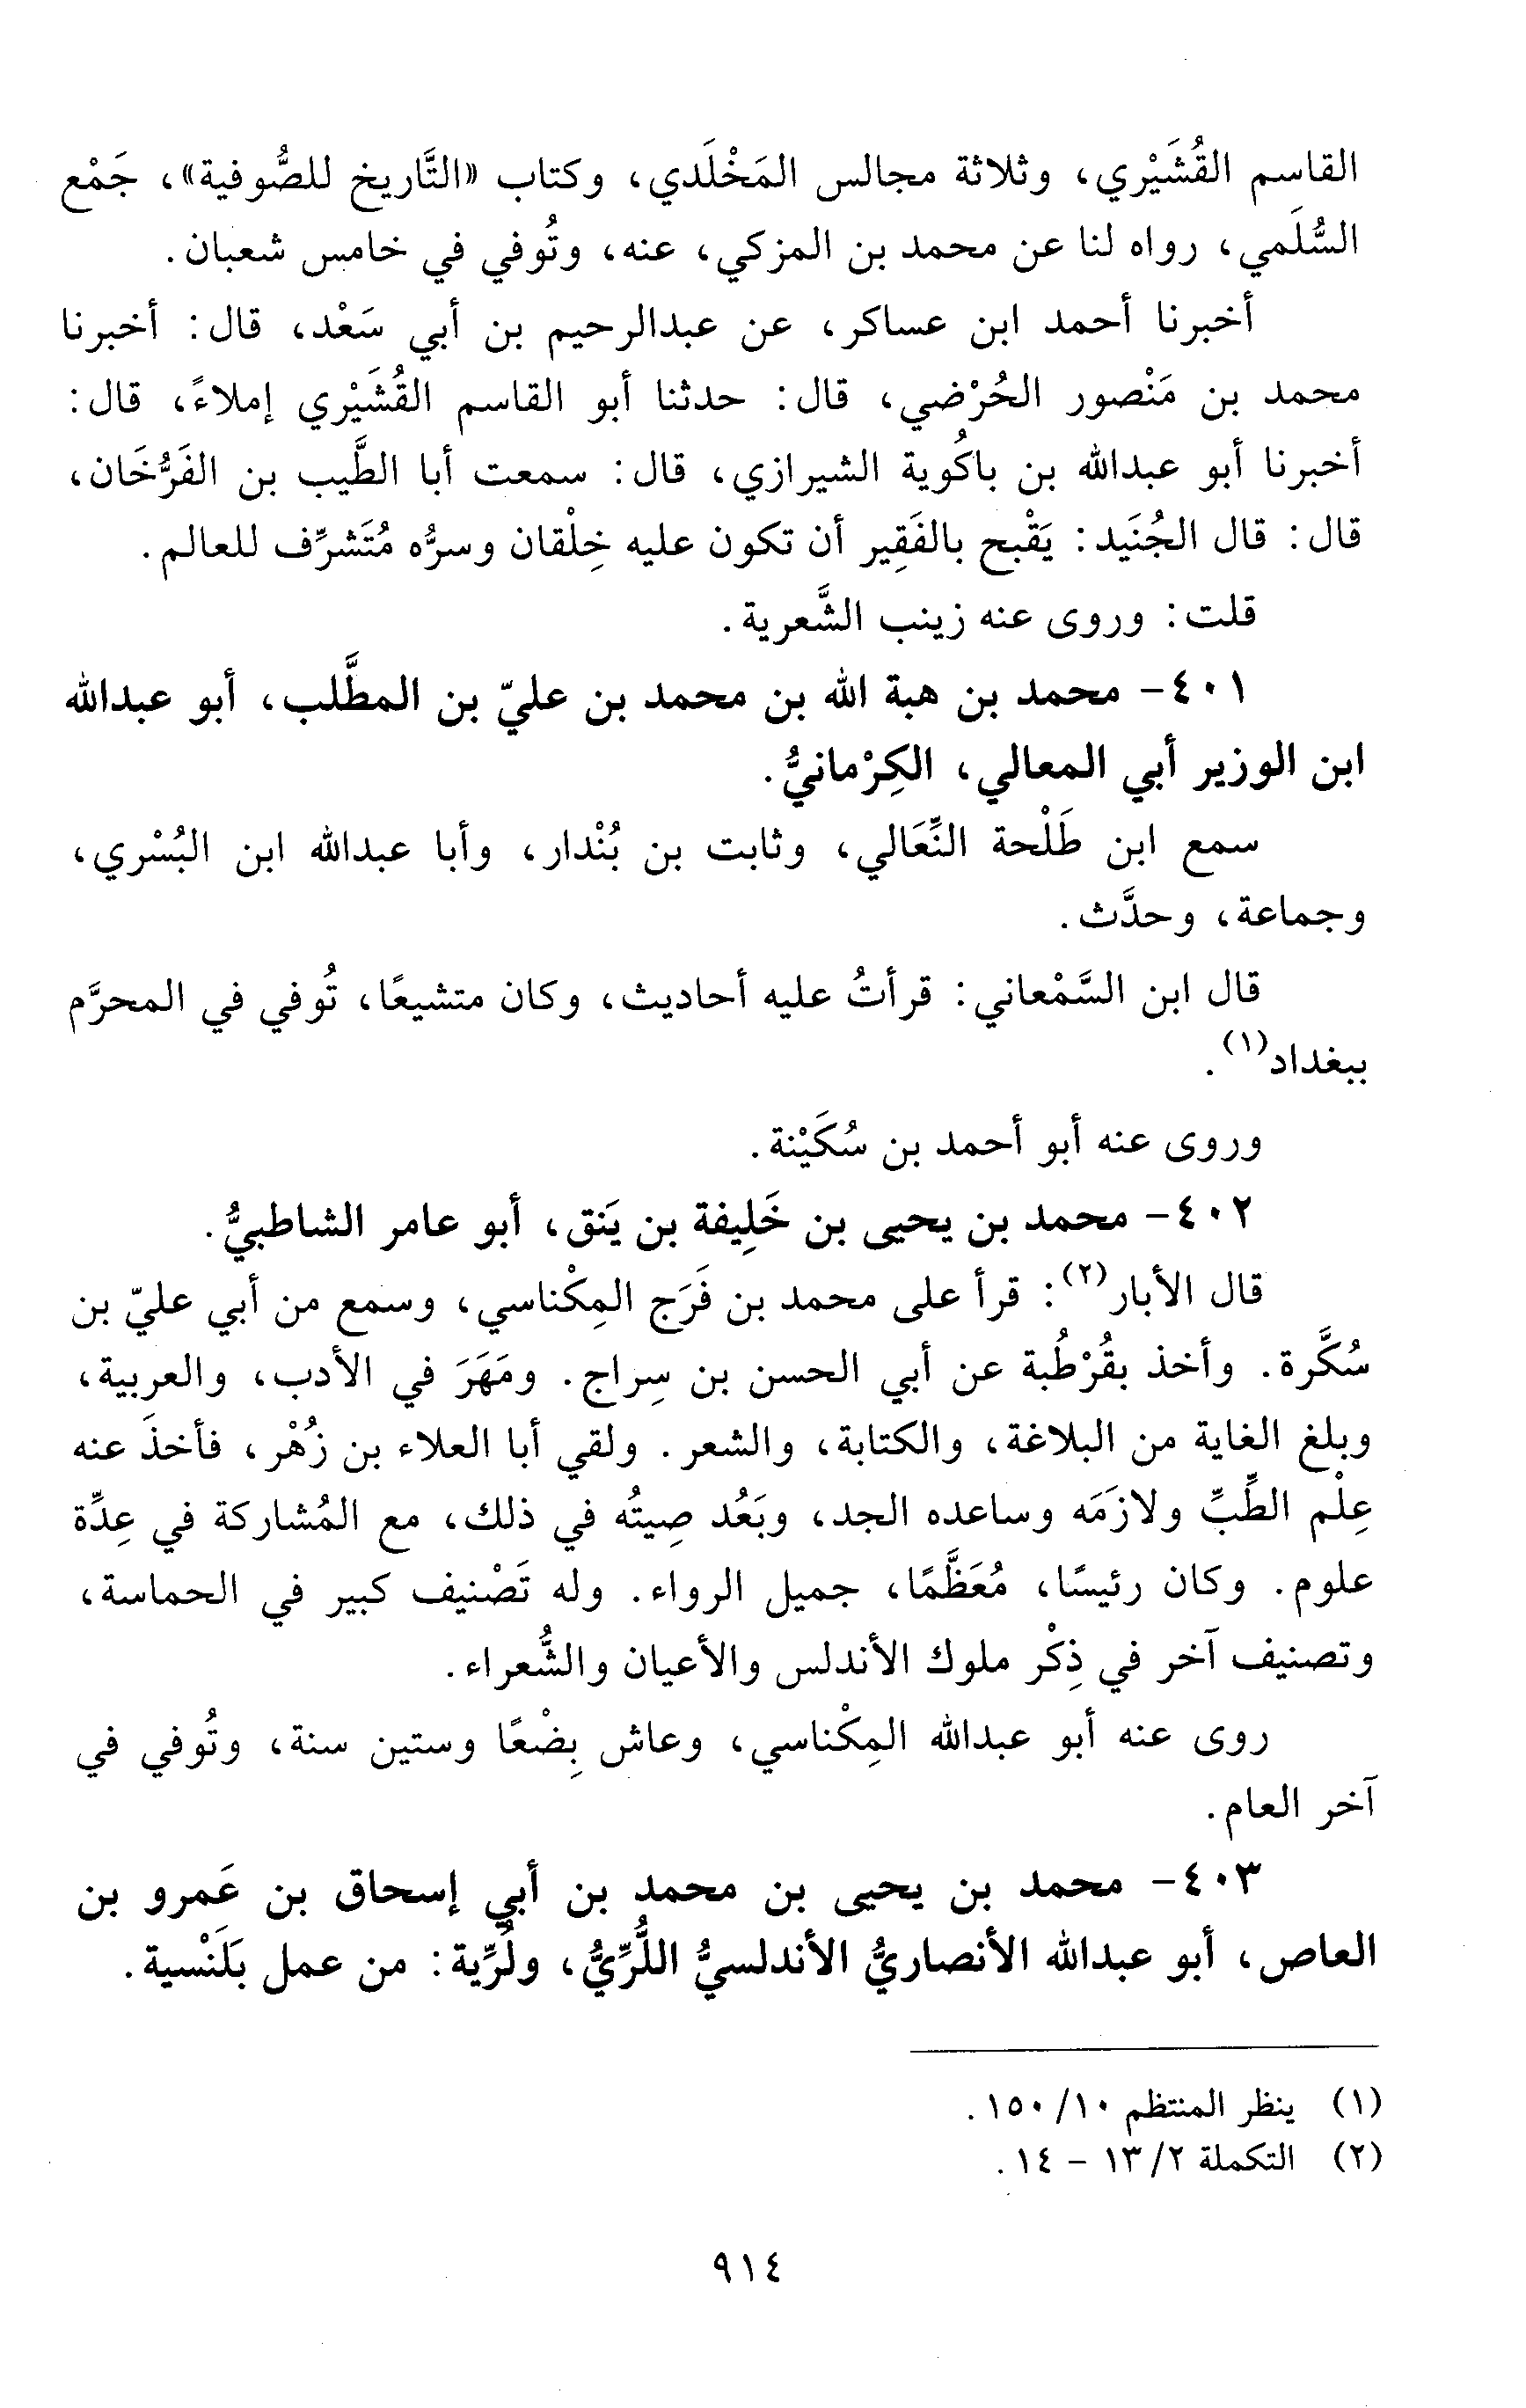 القاسم القُشَيْري، وثلاثة مجالس المَخْلَدي، وكتاب «التَّاريخ للصُّوفية»، جَمْع
السُّلَمي، رواه لنا عن محمد بن المزكي، عنه، وتُوفي في خامس شعبان.
أخبرنا أحمد ابن عساكر، عن عبدالرحيم بن أبي سَعْد، قال: أخبرنا
محمد بن مَنْصور الحُرْضي، قال: حدثنا أبو القاسم القُشَيْري إملاءً، قال:
أخبرنا أبو عبدالله بن باكُوية الشيرازي، قال: سمعت أبا الطَّيب بن الفَرُّخَان،
قال: قال الجُنَيد: يَقْبح بالفَقِير أن تكون عليه خِلْقان وسرُّه مُتَشرِّف للعالم.
قلت: وروى عنه زينب الشَّعرية.
٤٠١- محمد بن هبة الله بن محمد بن عليّ بن المطَّلب، أبو عبدالله
ابن الوزير أبي المعالي، الكِرْمانيُّ.
سمع ابن طَلْحة النِّعَالي، وثابت بن بُنْدار، وأبا عبدالله ابن البُسْري،
وجماعة، وحدَّث.
قال ابن السَّمْعاني: قرأتُ عليه أحاديث، وكان متشيعًا، تُوفي في المحرَّم
ببغداد(١).
وروى عنه أبو أحمد بن سُكَيْنة.
٤٠٢- محمد بن يحيى بن خَلِيفة بن يَنق، أبو عامر الشاطبيُّ.
قال الأبار(٢): قرأ على محمد بن فَرَج المِكْناسي، وسمع من أبي عليّ بن
سُكَّرة. وأخذ بقُرْطُبة عن أبي الحسن بن سِراج. ومَهَرَ في الأدب، والعربية،
وبلغ الغاية من البلاغة، والكتابة، والشعر. ولقي أبا العلاء بن زُهْر، فأخذَ عنه
عِلْم الطِّبِّ ولازَمَه وساعده الجد، وبَعُد صِيتُه في ذلك، مع المُشاركة في عِدِّة
علوم. وكان رئيسًا، مُعَظَّمًا، جميل الرواء. وله تَصْنيف كبير في الحماسة،
وتصنيف آخر في ذِكْر ملوك الأندلس والأعيان والشُّعراء.
روى عنه أبو عبدالله المِكْناسي، وعاش بِضْعًا وستين سنة، وتُوفي في
آخر العام.
٤٠٣- محمد بن يحيى بن محمد بن أبي إسحاق بن عَمرو بن
العاص، أبو عبدالله الأنصاريُّ الأندلسيُّ اللُّرِّيُّ، ولُرِّية: من عمل بَلَنْسية.
(١) ينظر المنتظم ١٠/ ١٥٠.
(٢) التكملة ٢/ ١٣ - ١٤.
٩١٤